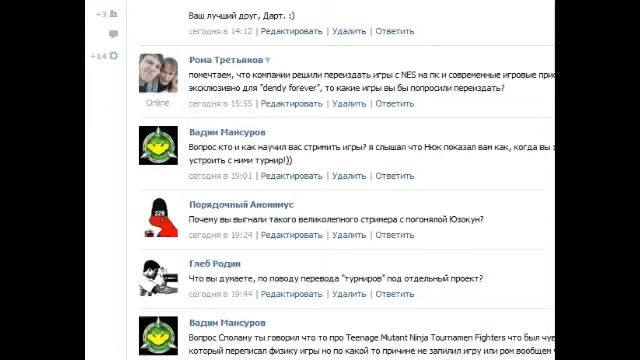 +3
Ваш лучший друг, Дарт. :)
сегодня в 14:12 | Редактировать | Удалить | Ответить
+14
Рома Третьяков
помечтаем, что компании решили переиздать игры с NES на пк и современные игровые прис
эксклюзивно для "dendy forever", то какие игры вы бы попросили переиздать?
Online
сегодня в 15:55 | Редактировать | Удалить | Ответить
Вадим Мансуров
Вопрос кто и как научил вас стримить игры? я слышал что Нюк показал вам как, когда вы х
устроить с ними турнир!))
сегодня в 19:01 | Редактировать | Удалить | Ответить
Порядочный Анонимус
Почему вы выгнали такого великолепного стримера с погонялой Юзокун?
сегодня в 19:24 | Редактировать | Удалить | Ответить
Глеб Родин
Что вы думаете, по поводу перевода "турниров" под отдельный проект?
сегодня в 19:44 | Редактировать | Удалить | Ответить
Вадим Мансуров
Вопрос Сполану ты говорил что то про Teenage Mutant Ninja Tournamen Fighters что был чув
который переписал физику игры но по какой то причине не запилил игру или ром вообщем ч